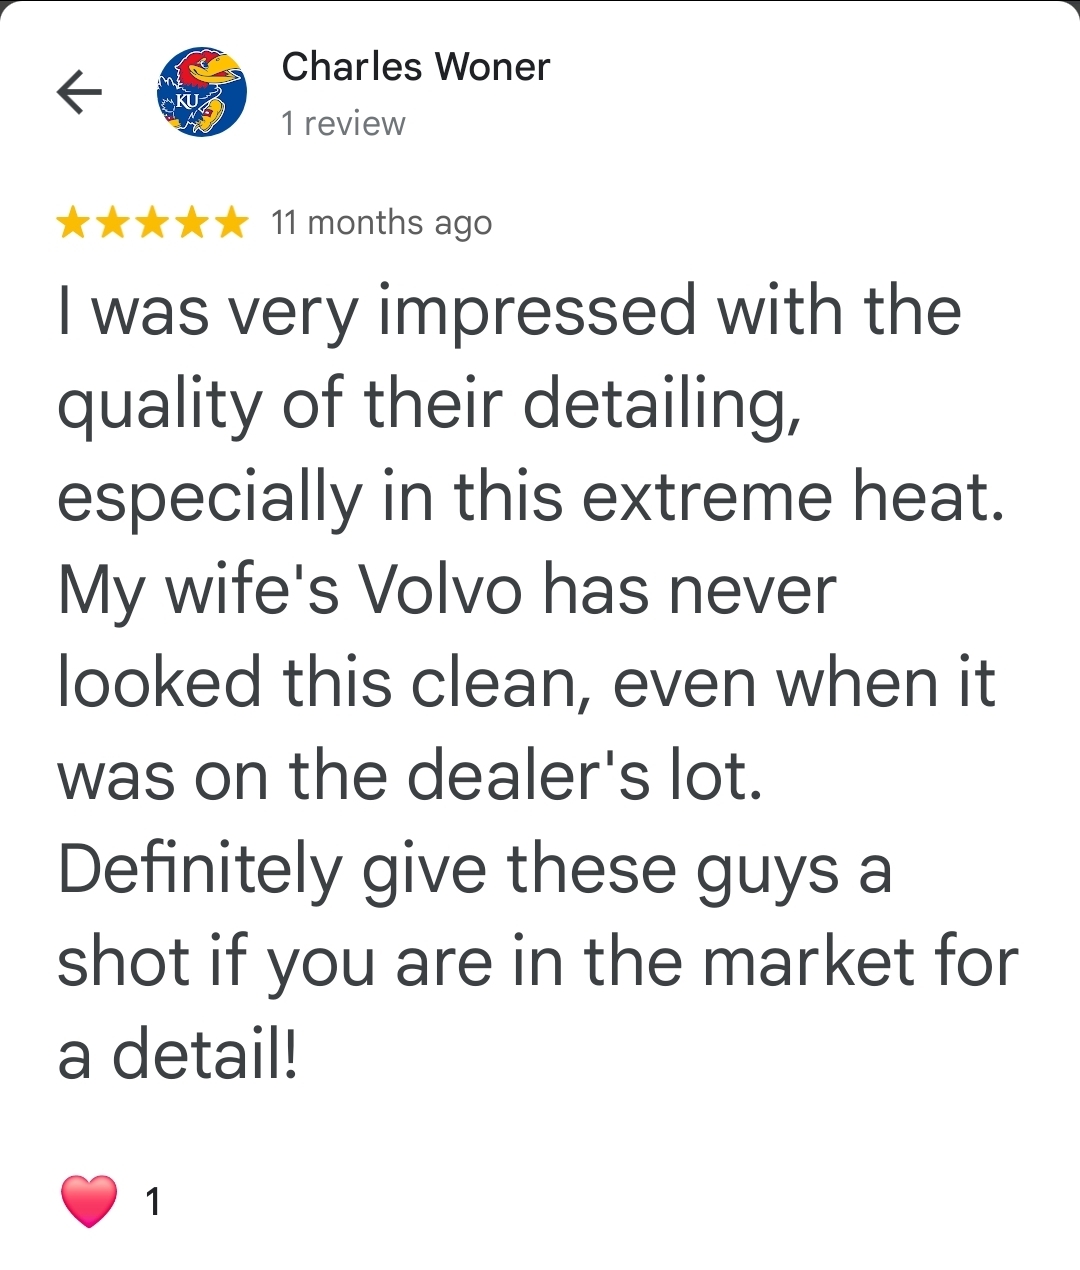 Charles Woner
KU
1 review
11 months ago
I was very impressed with the
quality of their detailing,
especially in this extreme heat.
My wife's Volvo has never
looked this clean, even when it
was on the dealer's lot.
Definitely give these guys a
shot if you are in the market for
a detail!
1